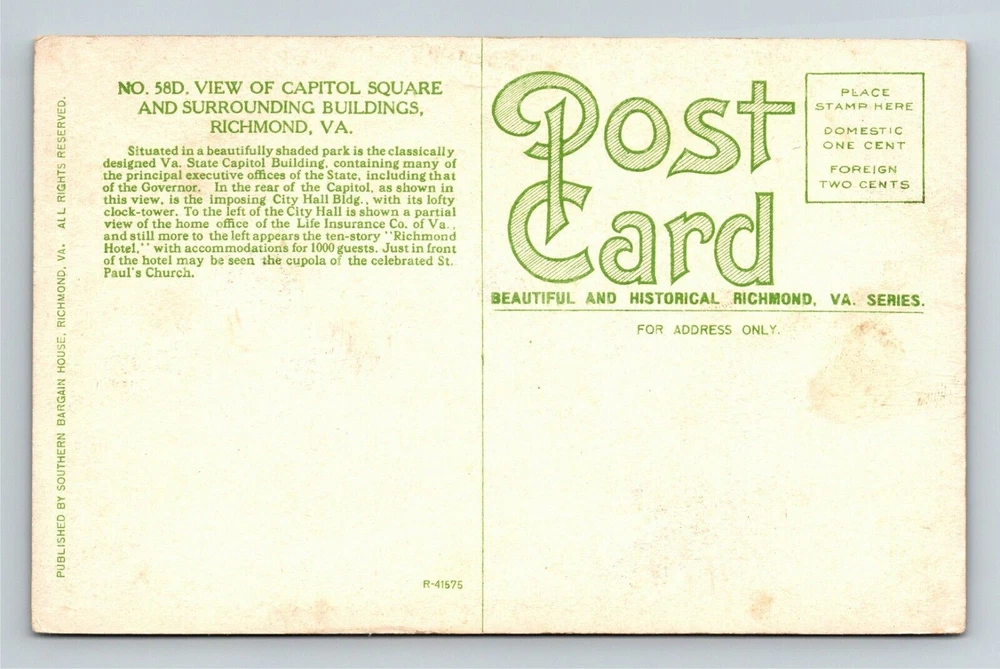 NO. 58D. VIEW OF CAPITOL SQUARE
AND SURROUNDING BUILDINGS,
RICHMOND, VA.
Situated in a beautifully shaded park is the classically
designed Va. State Capitol Building, containing many of
the principal executive offices of the State, including that
of the Governor. In the rear of the Capitol, as shown in
this view, is the Imposing City Hall Bldg., with its lofty
clock-tower. To the left of the City Hall is shown a partial
view of the home office of the Life Insurance Co. of Va.,
and still more to the left appears the ten-story "Richmond
Hotel," with accommodations for 1000 guests. Just in front
of the hotel may be seen the cupola of the celebrated St.
Paul's Church.
PUBLISHED BY SOUTHERN BARGAIN HOUSE, RICHMOND, VA. ALL RIGHTS RESERVED.
R-41575
Post
Card
BEAUTIFUL AND HISTORICAL RICHMOND, VA. SERIES.
FOR ADDRESS ONLY.
PLACE
STAMP HERE
DOMESTIC
ONE CENT
FOREIGN
TWO CENTS